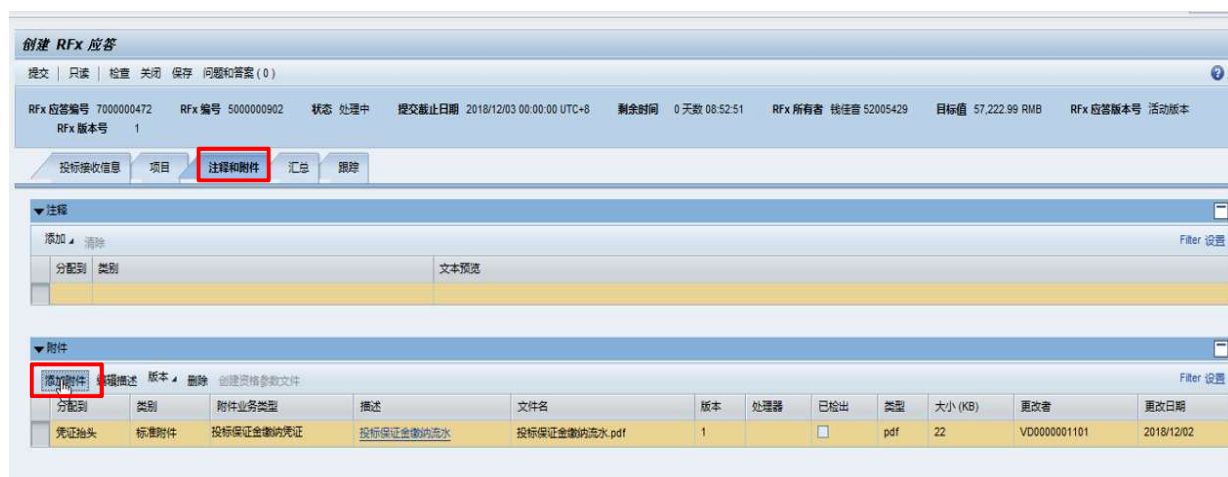 创建 RFx 应答
提交 | 只读 | 检查 关闭 保存 问题和答案 ( 0 )
RFx 应答编号 7000000472 RFx 编号 5000000902 状态 处理中 提交截止日期 2018/12/03 00:00:00 UTC+8 剩余时间 0 天数 08:52:51 RFx 所有者 钱佳音 52005429 目标值 57,222.99 RMB RFx 应答版本号 活动版本
RFx 版本号 1
投标接收信息 项目 注释和附件 汇总 跟踪
注释
添加 清除 Filter 设置
分配到 类别 文本预览
附件
添加附件 编辑描述 版本 删除 创建资格参数文件 Filter 设置
分配到 类别 附件业务类型 描述 文件名 版本 处理器 已检出 类型 大小 (KB) 更改者 更改日期
凭证抬头 标准附件 投标保证金缴纳凭证 投标保证金缴纳流水 投标保证金缴纳流水.pdf 1 pdf 22 VD0000001101 2018/12/02